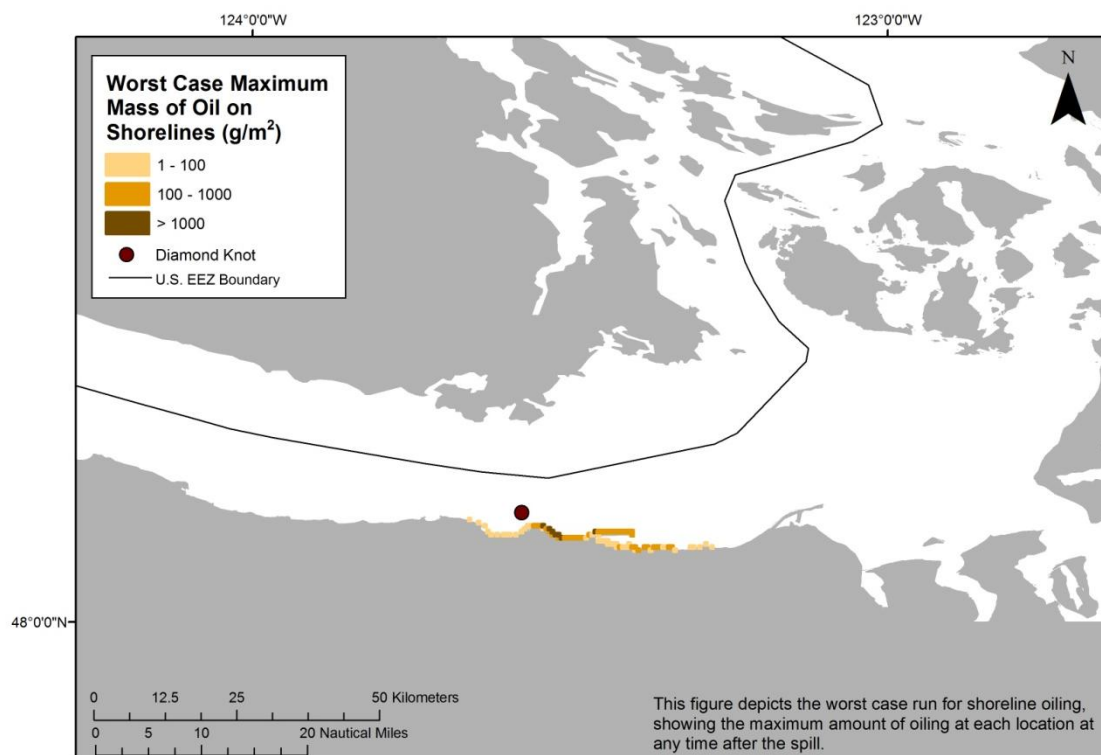 124°0'0"W
123°0'0"W
Worst Case Maximum
Mass of Oil on
Shorelines (g/m²)
1 - 100
100 - 1000
> 1000
Diamond Knot
U.S. EEZ Boundary
N
48°0'0"N
0 12.5 25 50 Kilometers
0 5 10 20 Nautical Miles
This figure depicts the worst case run for shoreline oiling,
showing the maximum amount of oiling at each location at
any time after the spill.